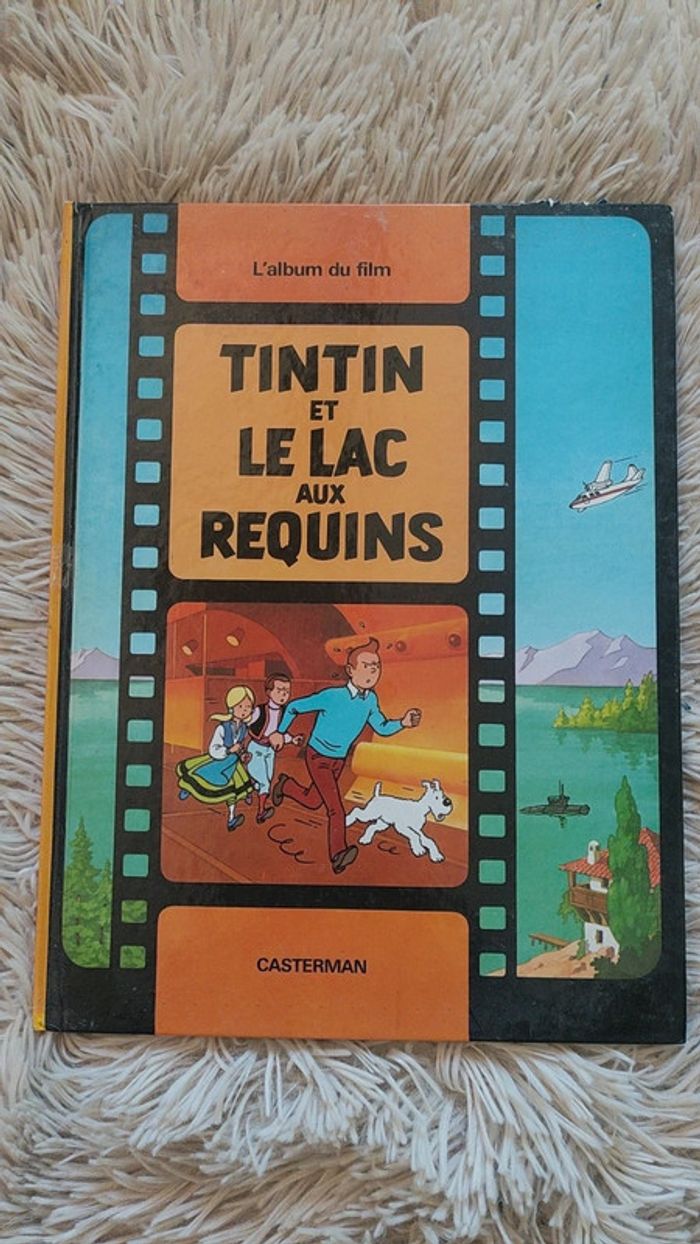 L'album du film
TINTIN
ET
LE LAC
AUX
REQUINS
CASTERMAN